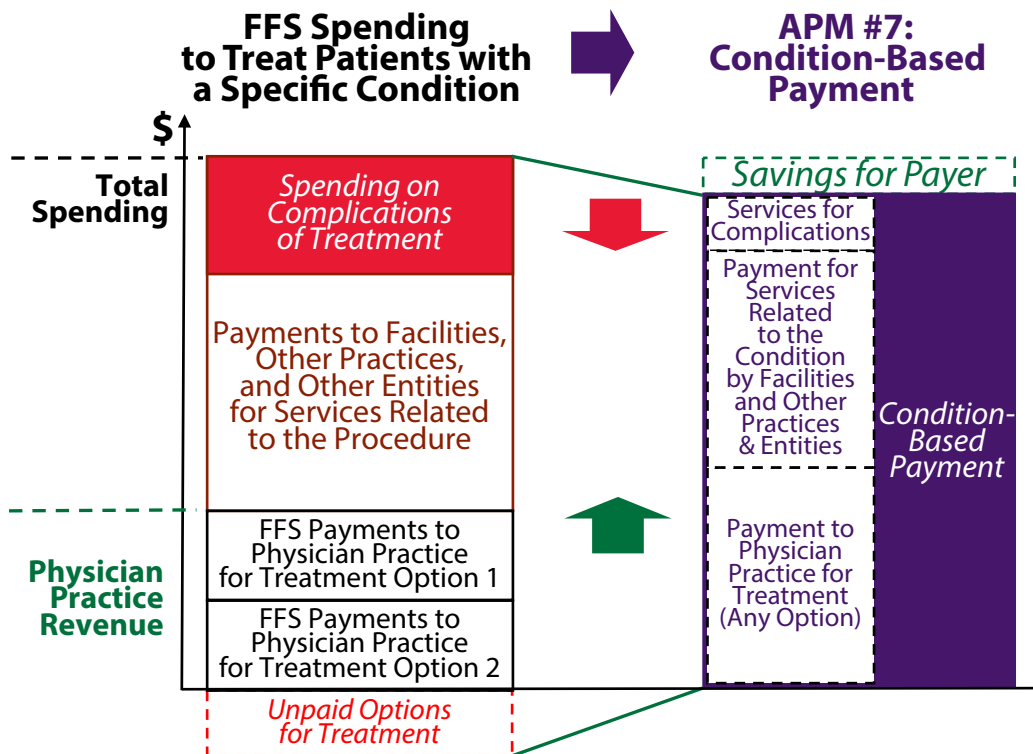 FFS Spending
to Treat Patients with
a Specific Condition
APM #7:
Condition-Based
Payment
$
Total
Spending
Physician
Practice
Revenue
Spending on
Complications
of Treatment
Payments to Facilities,
Other Practices,
and Other Entities
for Services Related
to the Procedure
FFS Payments to
Physician Practice
for Treatment Option 1
FFS Payments to
Physician Practice
for Treatment Option 2
Unpaid Options
for Treatment
Savings for Payer
Services for
Complications
Payment for
Services
Related
to the
Condition
by Facilities
and Other
Practices
& Entities
Payment to
Physician
Practice for
Treatment
(Any Option)
Condition-
Based
Payment